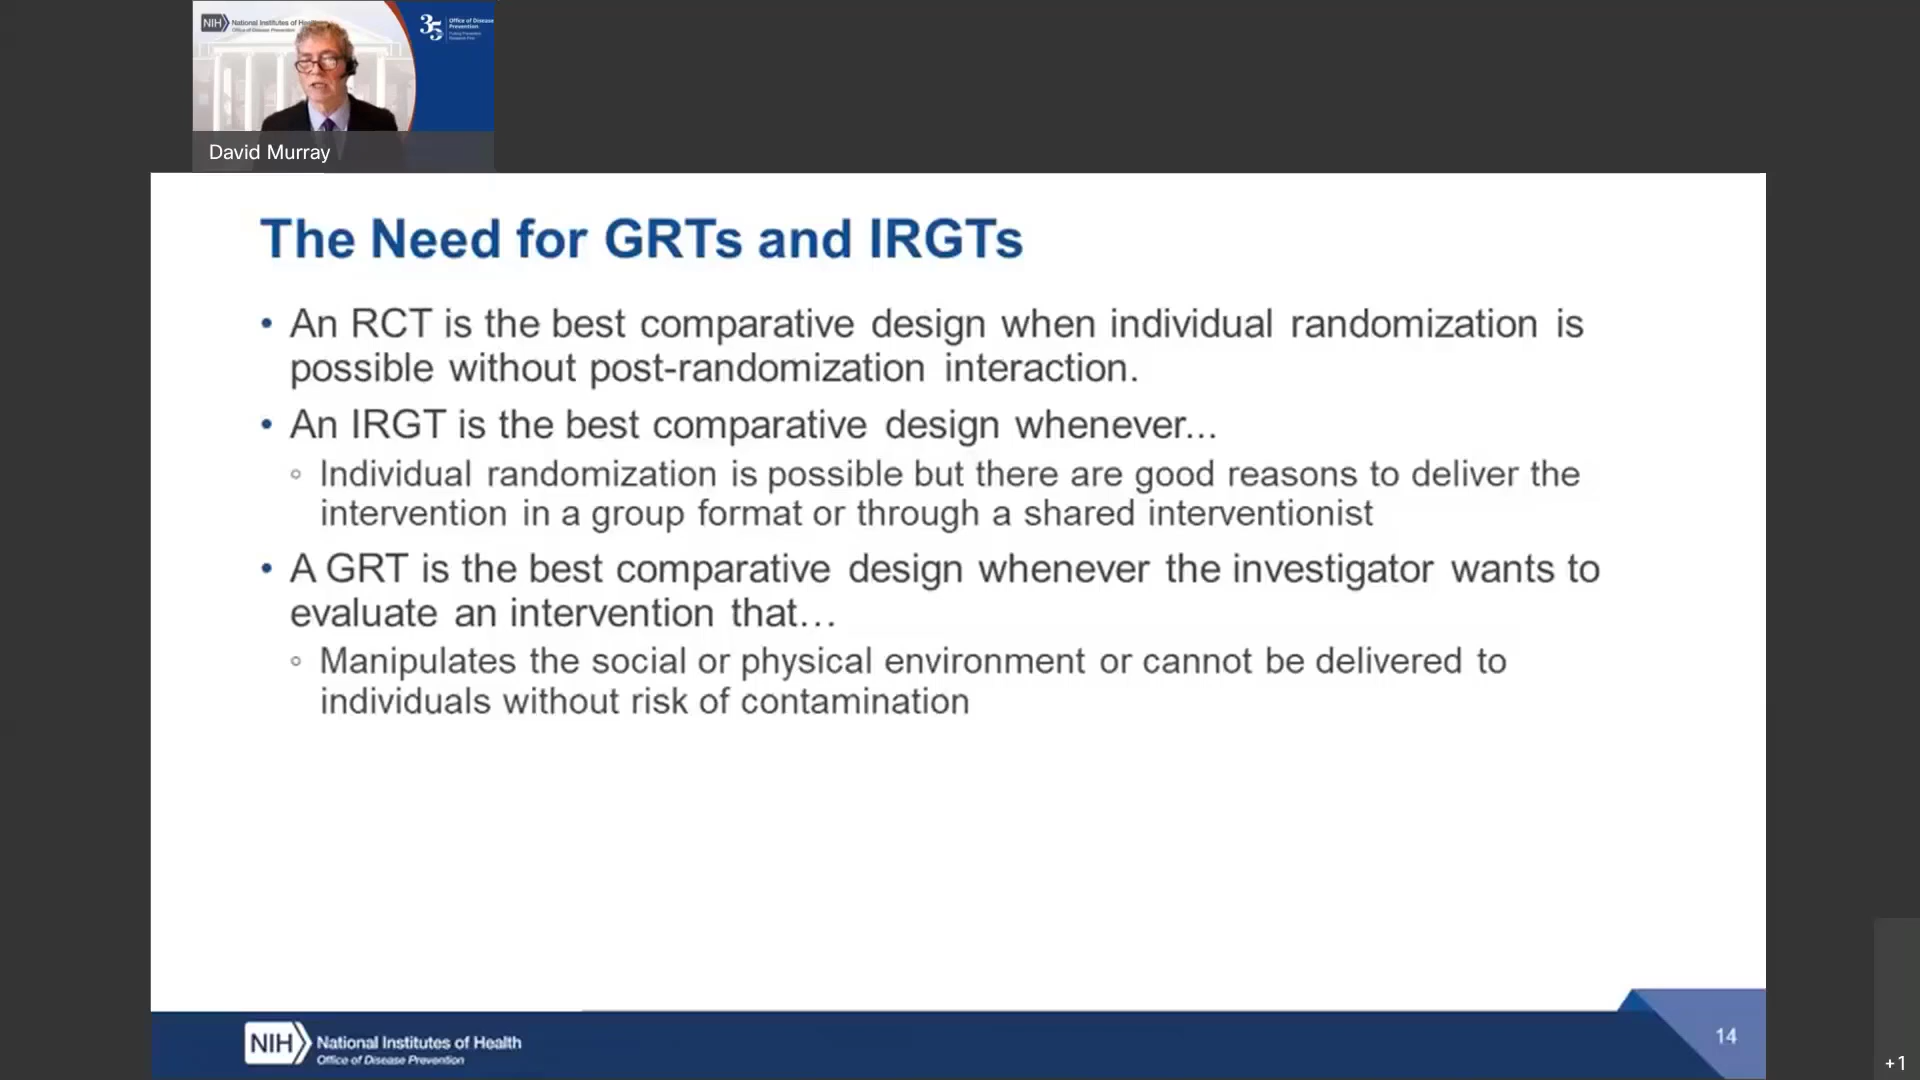 NIH National Institutes of Health
Office of Disease Prevention
35 Office of Disease
Prevention
David Murray
The Need for GRTs and IRGTs
• An RCT is the best comparative design when individual randomization is
possible without post-randomization interaction.
• An IRGT is the best comparative design whenever...
◦ Individual randomization is possible but there are good reasons to deliver the
intervention in a group format or through a shared interventionist
• A GRT is the best comparative design whenever the investigator wants to
evaluate an intervention that…
◦ Manipulates the social or physical environment or cannot be delivered to
individuals without risk of contamination
NIH National Institutes of Health
Office of Disease Prevention
14
+1